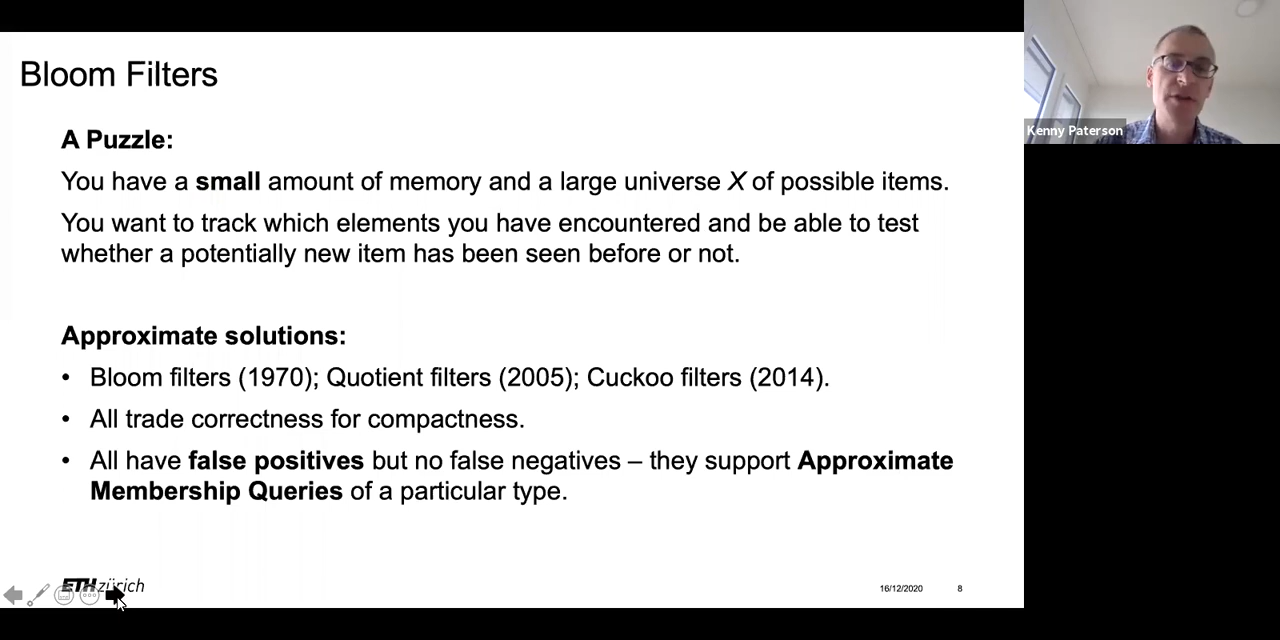 Bloom Filters
A Puzzle:
You have a small amount of memory and a large universe X of possible items.
You want to track which elements you have encountered and be able to test
whether a potentially new item has been seen before or not.
Approximate solutions:
• Bloom filters (1970); Quotient filters (2005); Cuckoo filters (2014).
• All trade correctness for compactness.
• All have false positives but no false negatives – they support Approximate
Membership Queries of a particular type.
ETH zürich
16/12/2020
8
Kenny Paterson